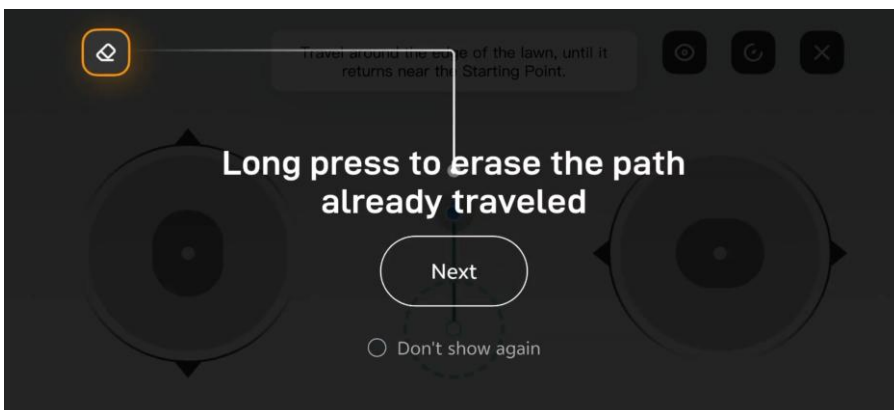 Travel around the edge of the lawn, until it
returns near the Starting Point.
Long press to erase the path
already traveled
Next
Don't show again